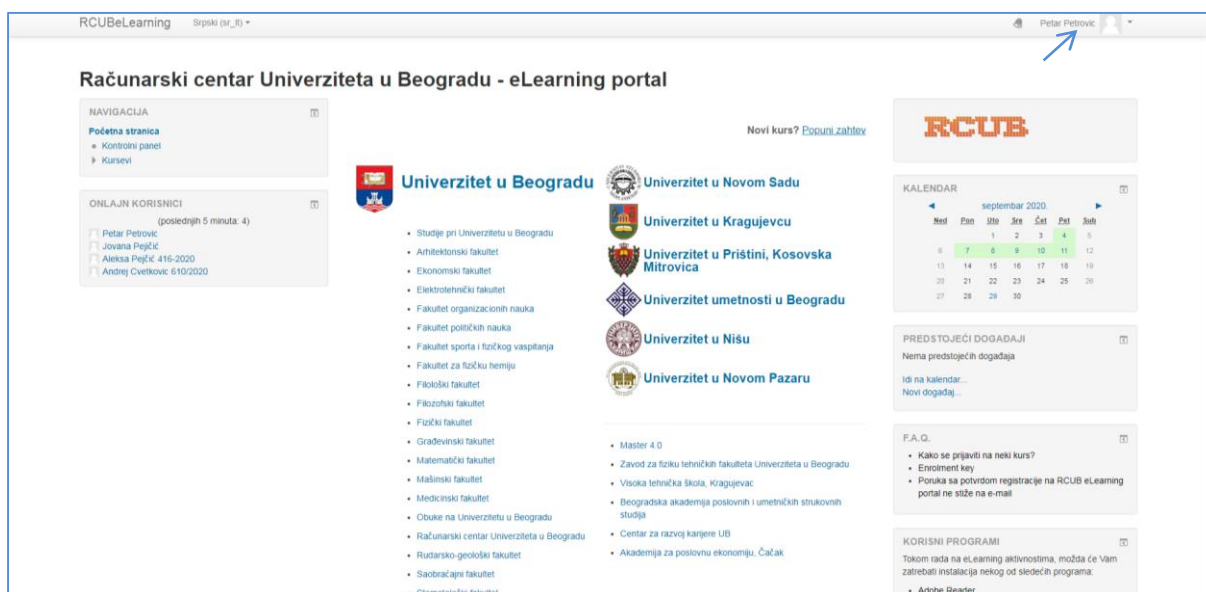 RCUBeLearning
Srpski (sr_lt)
Petar Petrovic
Računarski centar Univerziteta u Beogradu - eLearning portal
NAVIGACIJA
Početna stranica
Kontrolni panel
Kursevi
ONLAJN KORISNICI
(poslednjih 5 minuta: 4)
Petar Petrovic
Jovana Pejčić
Aleksa Pejčić 416-2020
Andrej Cvetkovic 610/2020
Novi kurs? Popuni zahtev
Univerzitet u Beogradu
Studije pri Univerzitetu u Beogradu
Arhitektonski fakultet
Ekonomski fakultet
Elektrotehnički fakultet
Fakultet organizacionih nauka
Fakultet političkih nauka
Fakultet sporta i fizičkog vaspitanja
Fakultet za fizičku hemiju
Filološki fakultet
Filozofski fakultet
Fizički fakultet
Građevinski fakultet
Matematički fakultet
Mašinski fakultet
Medicinski fakultet
Obuke na Univerzitetu u Beogradu
Računarski centar Univerziteta u Beogradu
Rudarsko-geološki fakultet
Saobraćajni fakultet
Stomatološki fakultet
Univerzitet u Novom Sadu
Univerzitet u Kragujevcu
Univerzitet u Prištini, Kosovska
Mitrovica
Univerzitet umetnosti u Beogradu
Univerzitet u Nišu
Univerzitet u Novom Pazaru
Master 4.0
Zavod za fiziku tehničkih fakulteta Univerziteta u Beogradu
Visoka tehnička škola, Kragujevac
Beogradska akademija poslovnih i umetničkih strukovnih
studija
Centar za razvoj karijere UB
Akademija za poslovnu ekonomiju, Čačak
RCUB
KALENDAR
◄ septembar 2020. ►
Ned Pon Uto Sre Čet Pet Sub
1 2 3 4 5
6 7 8 9 10 11 12
13 14 15 16 17 18 19
20 21 22 23 24 25 26
27 28 29 30
PREDSTOJEĆI DOGAĐAJI
Nema predstojećih događaja
Idi na kalendar...
Novi događaj...
F.A.Q.
Kako se prijaviti na neki kurs?
Enrolment key
Poruka sa potvrdom registracije na RCUB eLearning
portal ne stiže na e-mail
KORISNI PROGRAMI
Tokom rada na eLearning aktivnostima, možda će Vam
zatrebati instalacija nekog od sledećih programa:
Adobe Reader